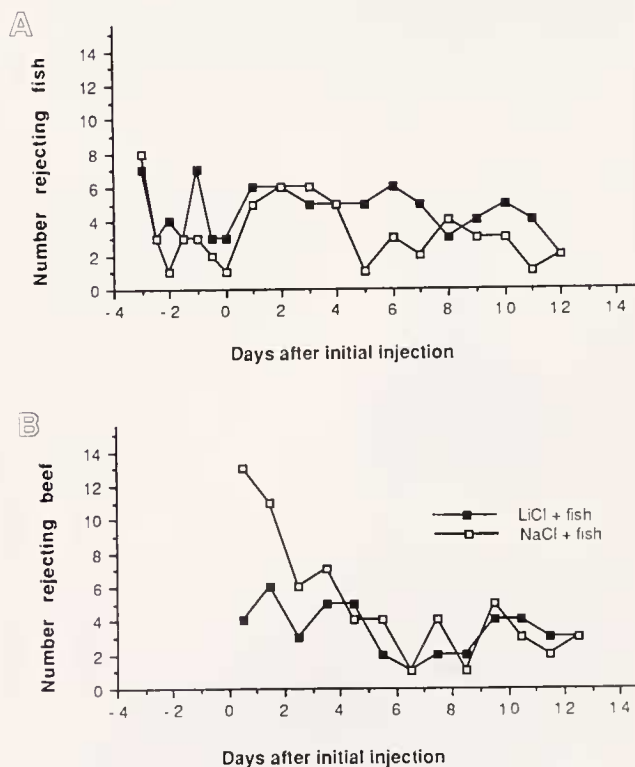 A
Number rejecting fish
14
12
10
8
6
4
2
0
-4 -2 0 2 4 6 8 10 12 14
Days after initial injection
B
Number rejecting beef
14
12
10
8
6
4
2
0
LiCl + fish
NaCl + fish
-4 -2 0 2 4 6 8 10 12 14
Days after initial injection